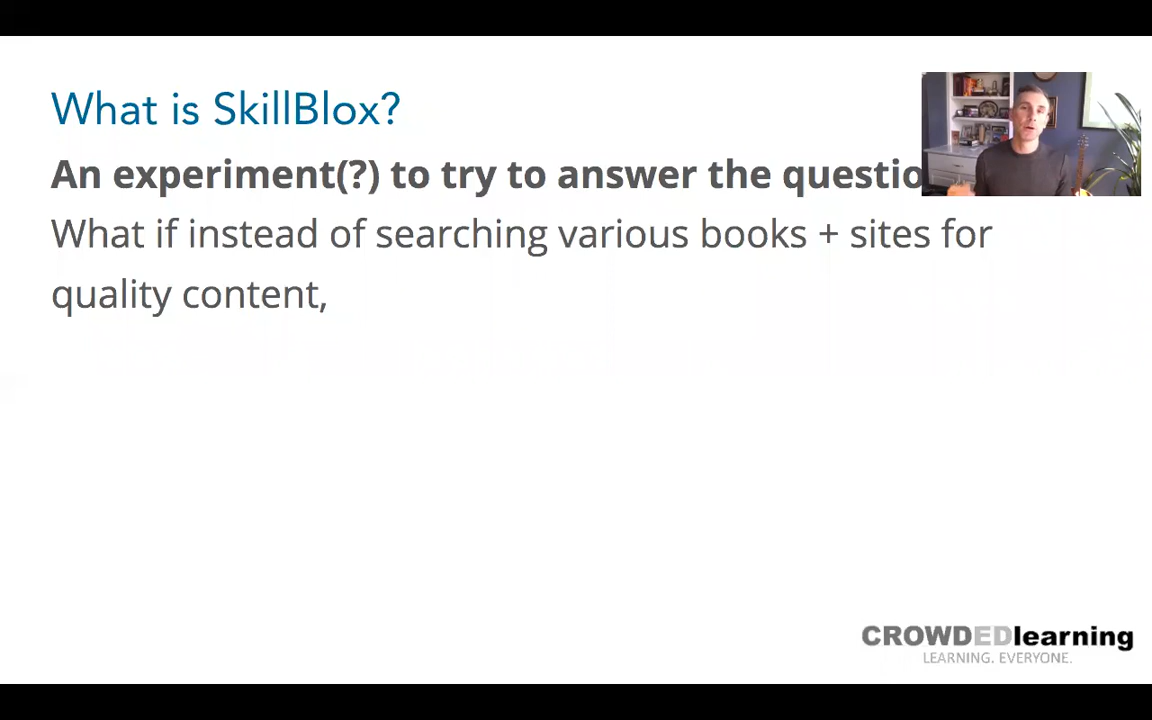 What is SkillBlox?
An experiment(?) to try to answer the questio
What if instead of searching various books + sites for
quality content,
CROWDEDlearning
LEARNING. EVERYONE.